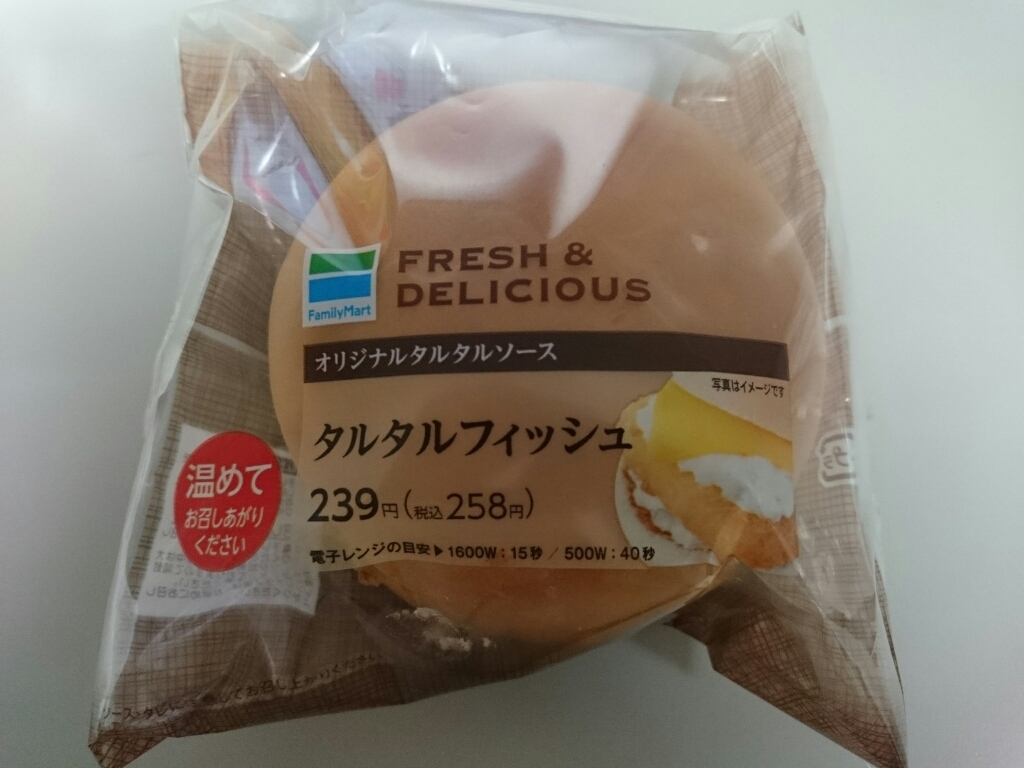 FRESH &
DELICIOUS
FamilyMart
オリジナルタルタルソース
写真はイメージです
タルタルフィッシュ
239円(税込258円)
電子レンジの目安▶1600W:15秒/500W:40秒
温めて
お召しあがり
ください